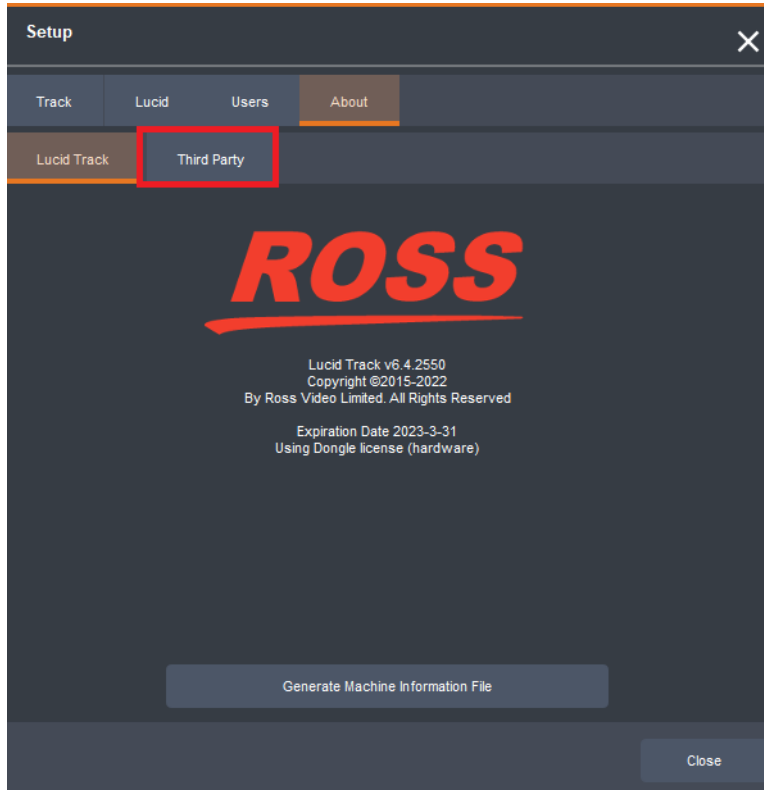 Setup
Track Lucid Users About
Lucid Track Third Party
ROSS
Lucid Track v6.4.2550
Copyright ©2015-2022
By Ross Video Limited. All Rights Reserved
Expiration Date 2023-3-31
Using Dongle license (hardware)
Generate Machine Information File
Close